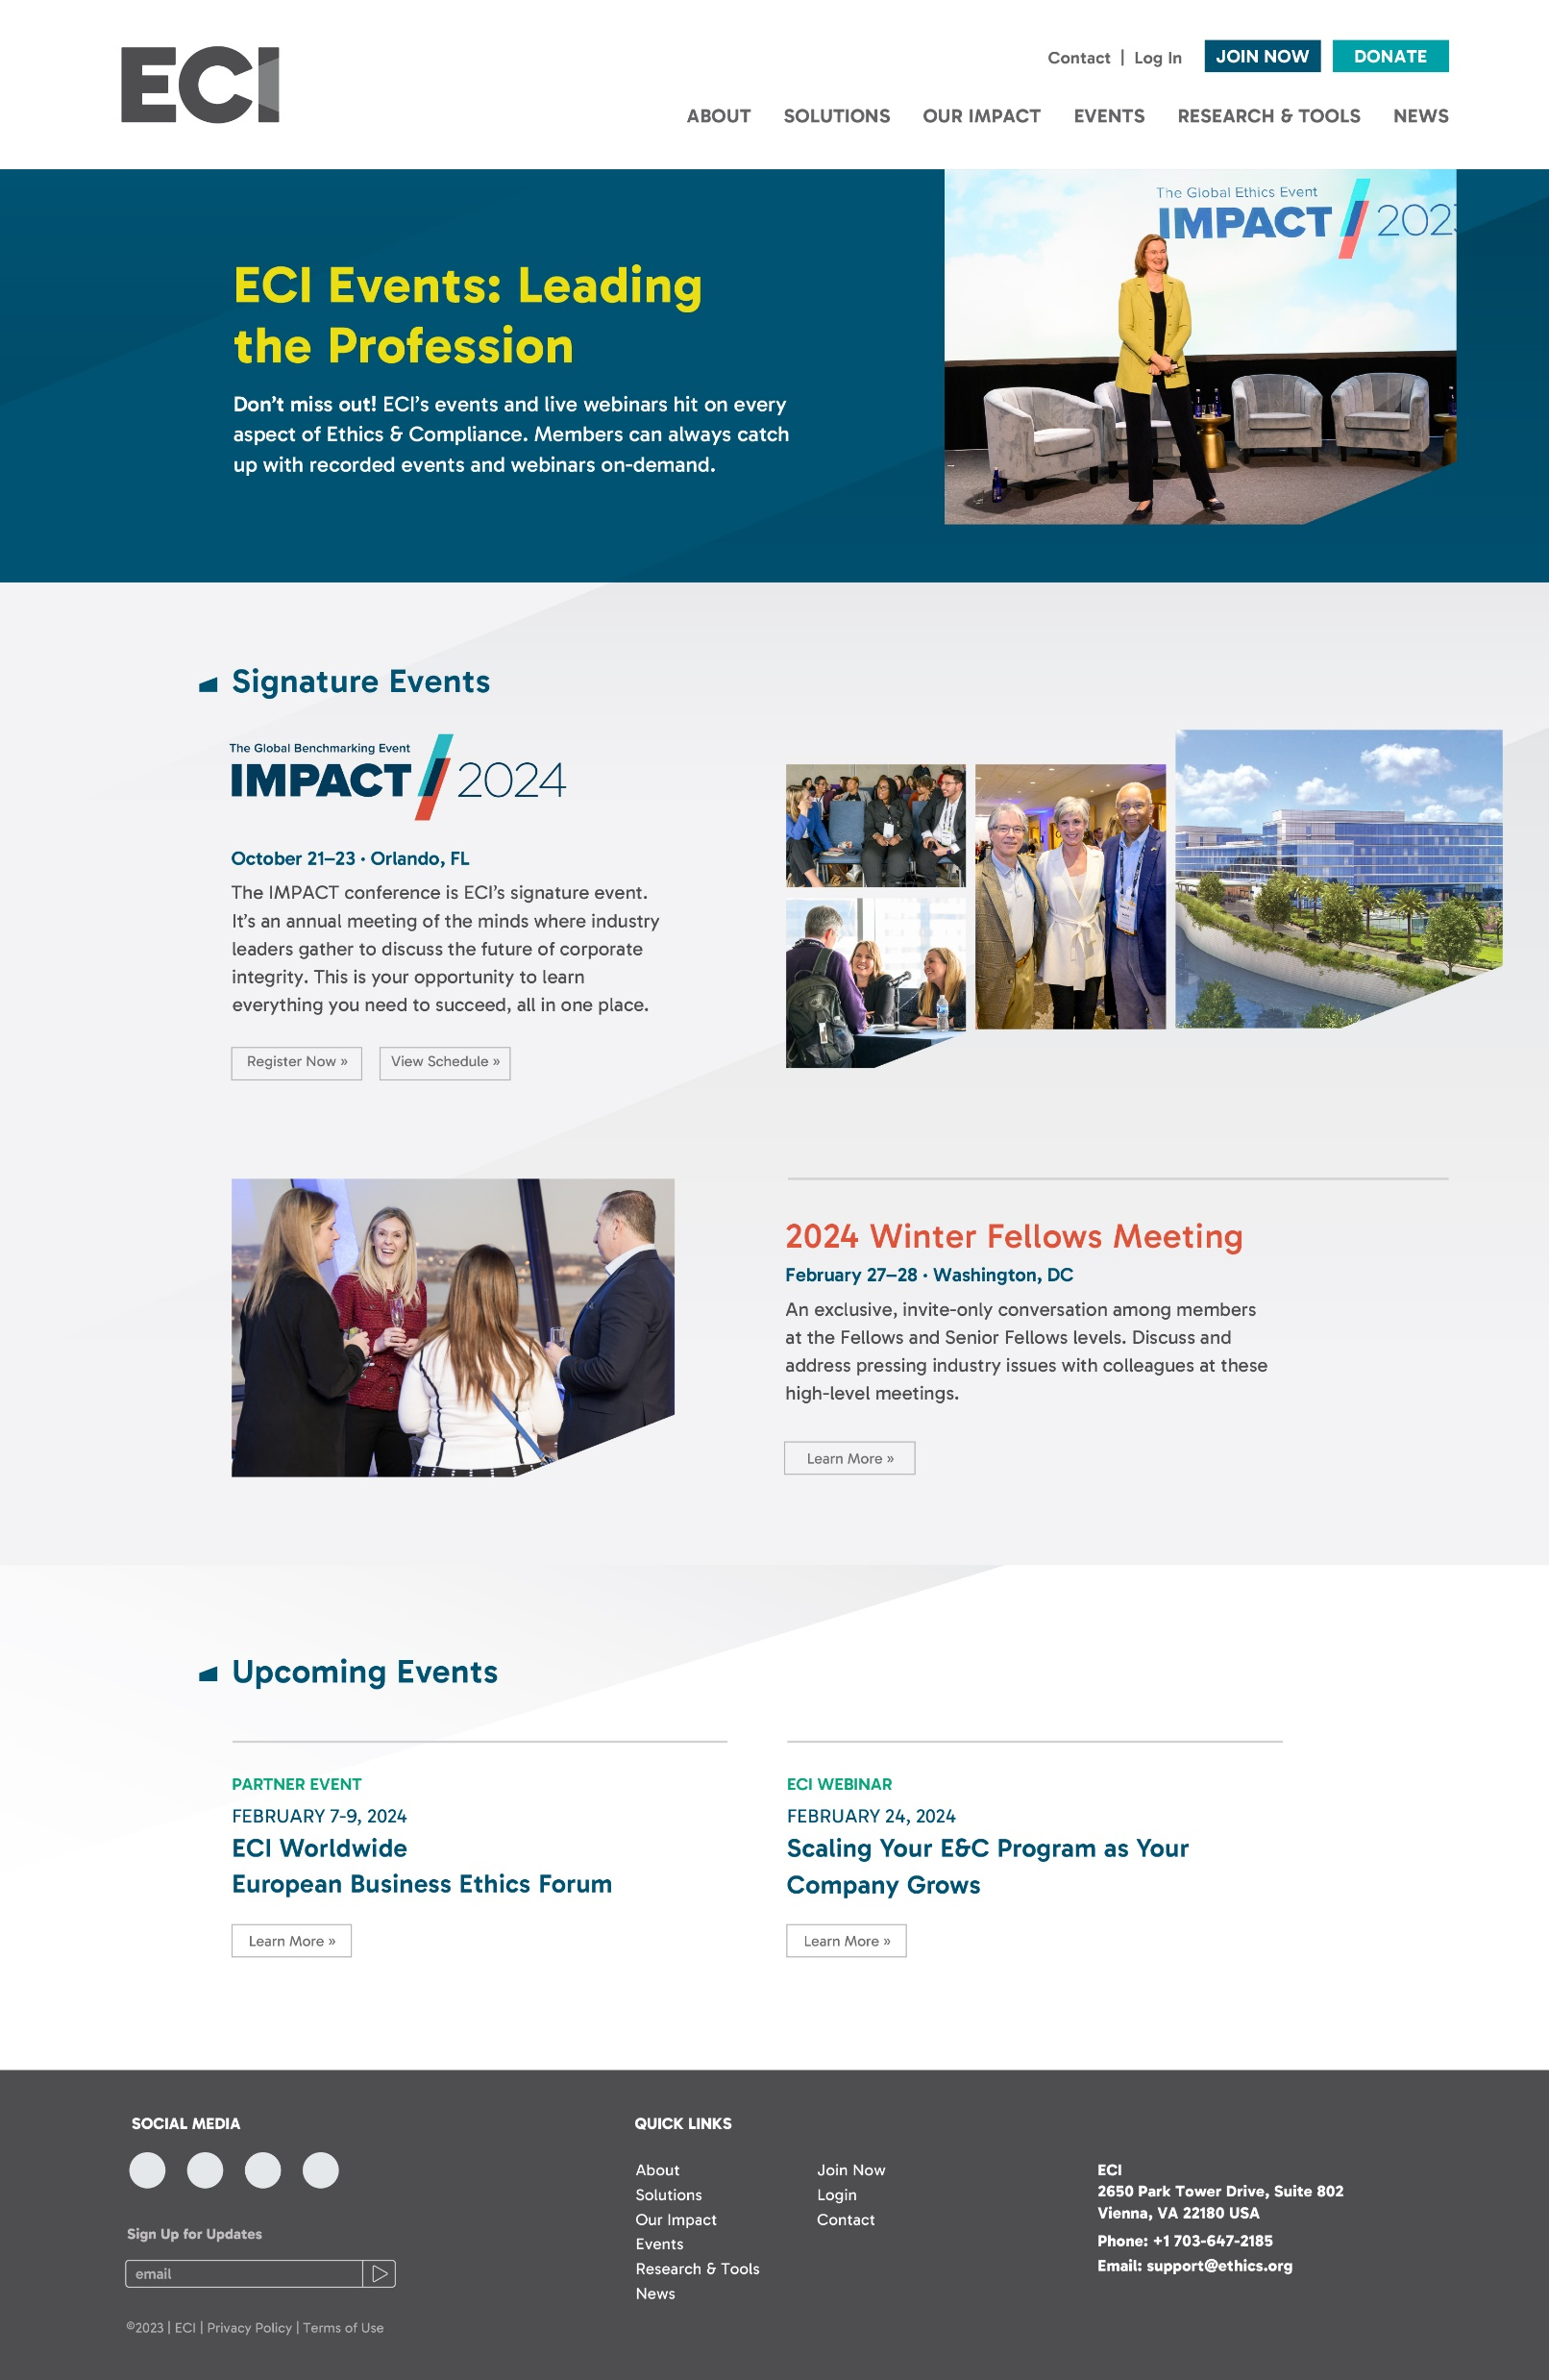 ECI
Contact | Log In
JOIN NOW
DONATE
ABOUT
SOLUTIONS
OUR IMPACT
EVENTS
RESEARCH & TOOLS
NEWS
The Global Ethics Event
IMPACT / 2023
ECI Events: Leading
the Profession
Don’t miss out! ECI’s events and live webinars hit on every
aspect of Ethics & Compliance. Members can always catch
up with recorded events and webinars on-demand.
Signature Events
The Global Benchmarking Event
IMPACT / 2024
October 21–23 · Orlando, FL
The IMPACT conference is ECI’s signature event.
It’s an annual meeting of the minds where industry
leaders gather to discuss the future of corporate
integrity. This is your opportunity to learn
everything you need to succeed, all in one place.
Register Now »
View Schedule »
2024 Winter Fellows Meeting
February 27–28 · Washington, DC
An exclusive, invite-only conversation among members
at the Fellows and Senior Fellows levels. Discuss and
address pressing industry issues with colleagues at these
high-level meetings.
Learn More »
Upcoming Events
PARTNER EVENT
FEBRUARY 7-9, 2024
ECI Worldwide
European Business Ethics Forum
Learn More »
ECI WEBINAR
FEBRUARY 24, 2024
Scaling Your E&C Program as Your
Company Grows
Learn More »
SOCIAL MEDIA
Sign Up for Updates
email
©2023 | ECI | Privacy Policy | Terms of Use
QUICK LINKS
About
Solutions
Our Impact
Events
Research & Tools
News
Join Now
Login
Contact
ECI
2650 Park Tower Drive, Suite 802
Vienna, VA 22180 USA
Phone: +1 703-647-2185
Email: support@ethics.org